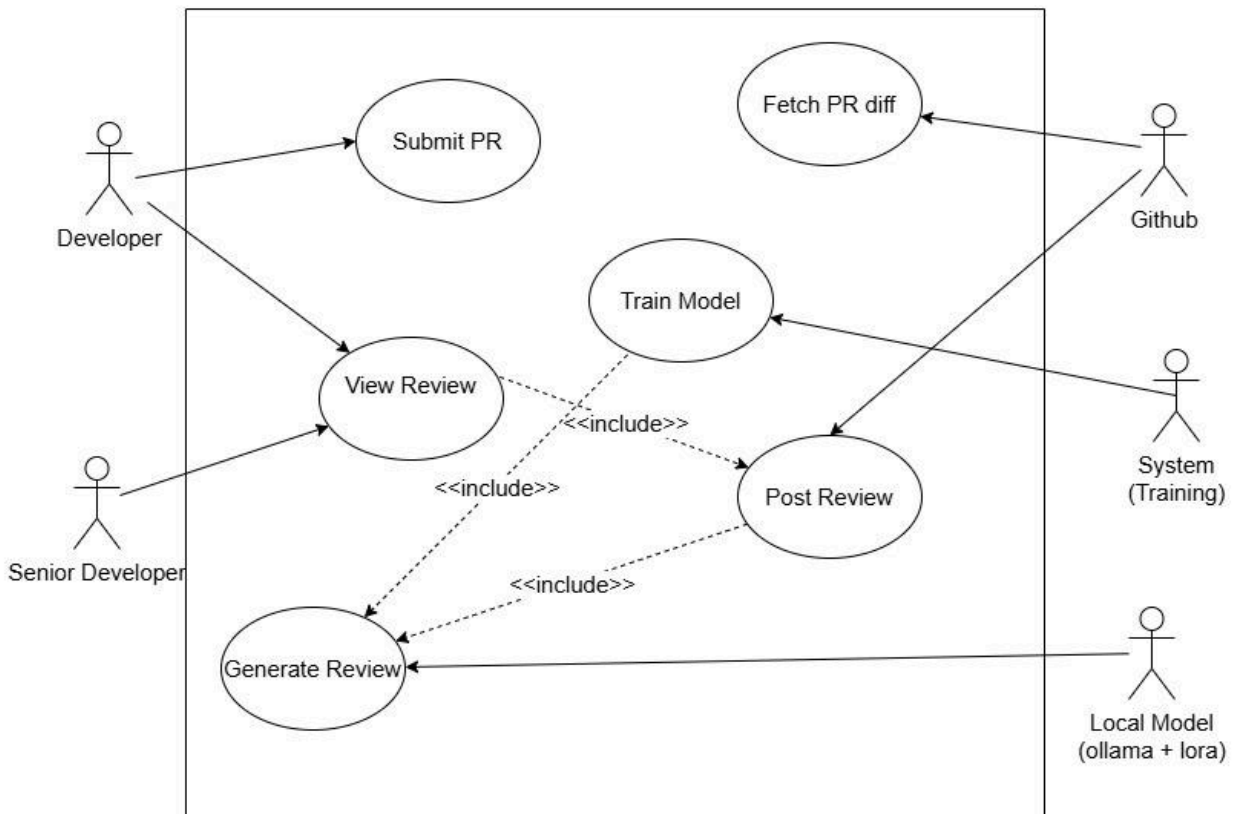 Fetch PR diff
Submit PR
Developer
Github
Train Model
View Review
<<include>>
System
(Training)
<<include>>
Post Review
Senior Developer
<<include>>
Generate Review
Local Model
(ollama + lora)